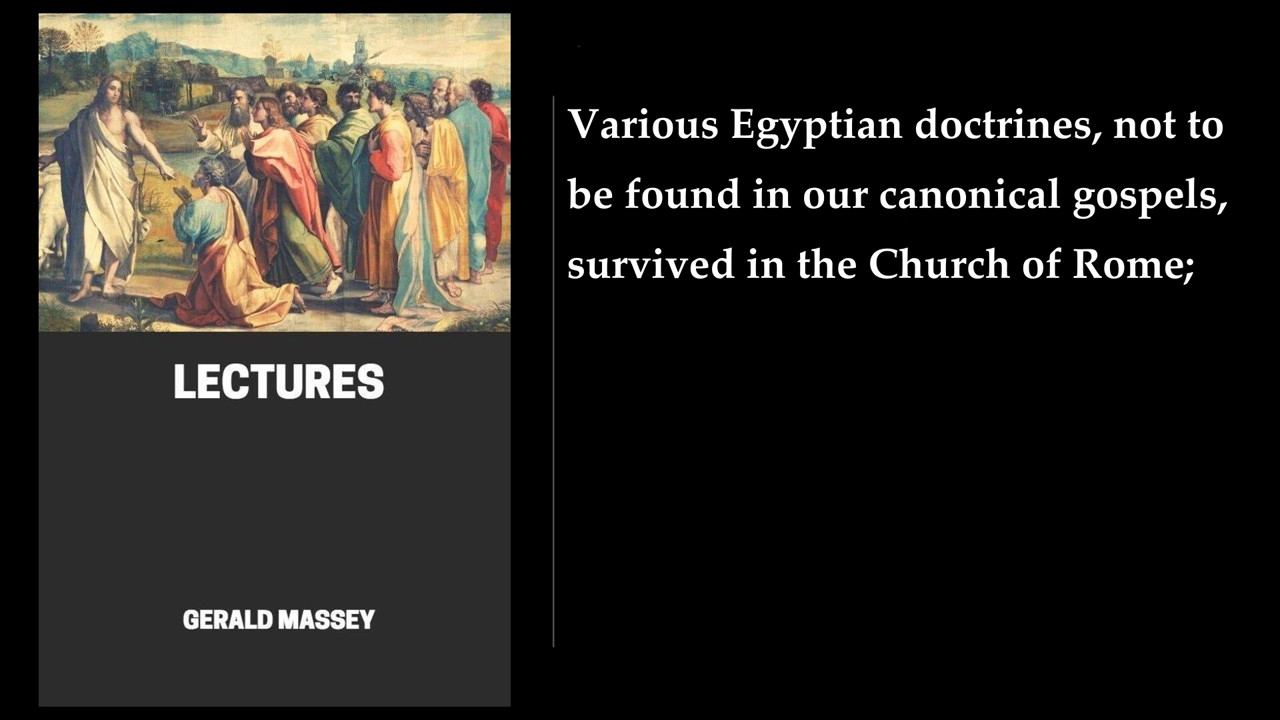 LECTURES
GERALD MASSEY
Various Egyptian doctrines, not to
be found in our canonical gospels,
survived in the Church of Rome;